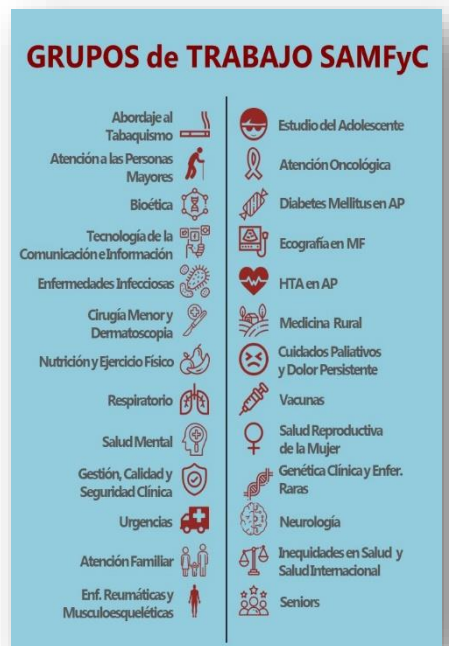 GRUPOS de TRABAJO SAMFyC
Abordaje al
Tabaquismo
Atención a las Personas
Mayores
Bioética
Tecnología de la
Comunicación e Información
Enfermedades Infecciosas
Cirugía Menor y
Dermatoscopia
Nutrición y Ejercicio Físico
Respiratorio
Salud Mental
Gestión, Calidad y
Seguridad Clínica
Urgencias
Atención Familiar
Enf. Reumáticas y
Musculoesqueléticas
Estudio del Adolescente
Atención Oncológica
Diabetes Mellitus en AP
Ecografía en MF
HTA en AP
Medicina Rural
Cuidados Paliativos
y Dolor Persistente
Vacunas
Salud Reproductiva
de la Mujer
Genética Clínica y Enfer.
Raras
Neurología
Inequidades en Salud y
Salud Internacional
Seniors